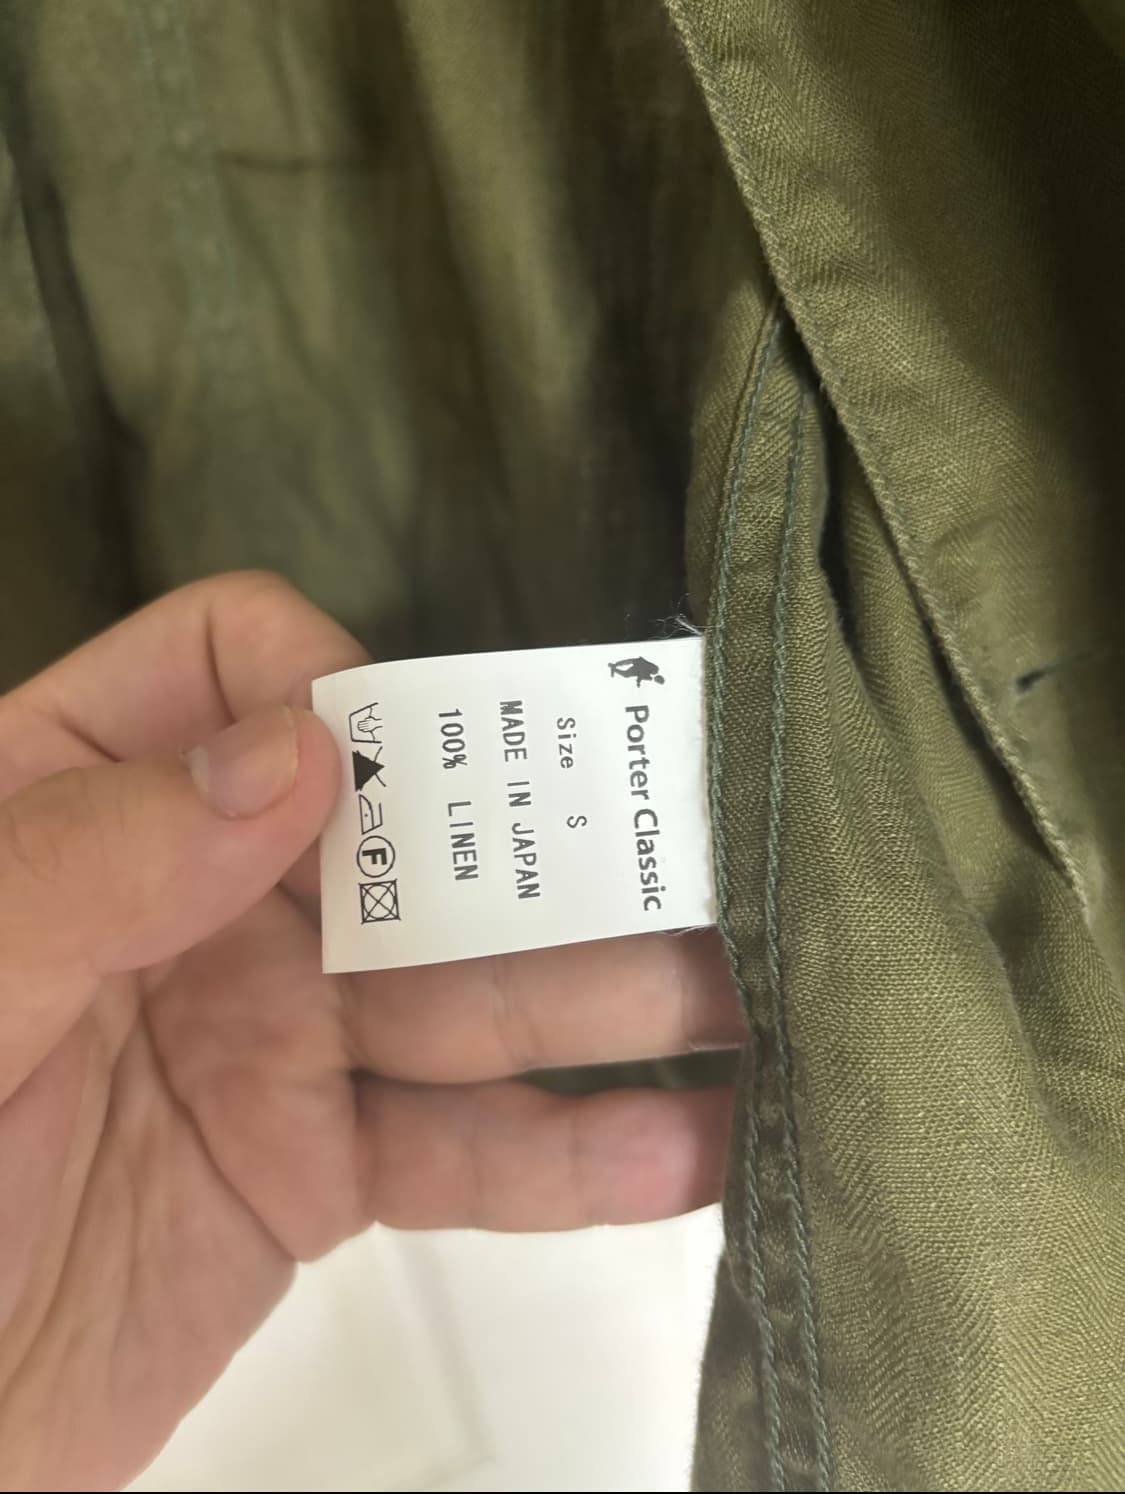 Porter Classic
Size S
MADE IN JAPAN
100% LINEN
F